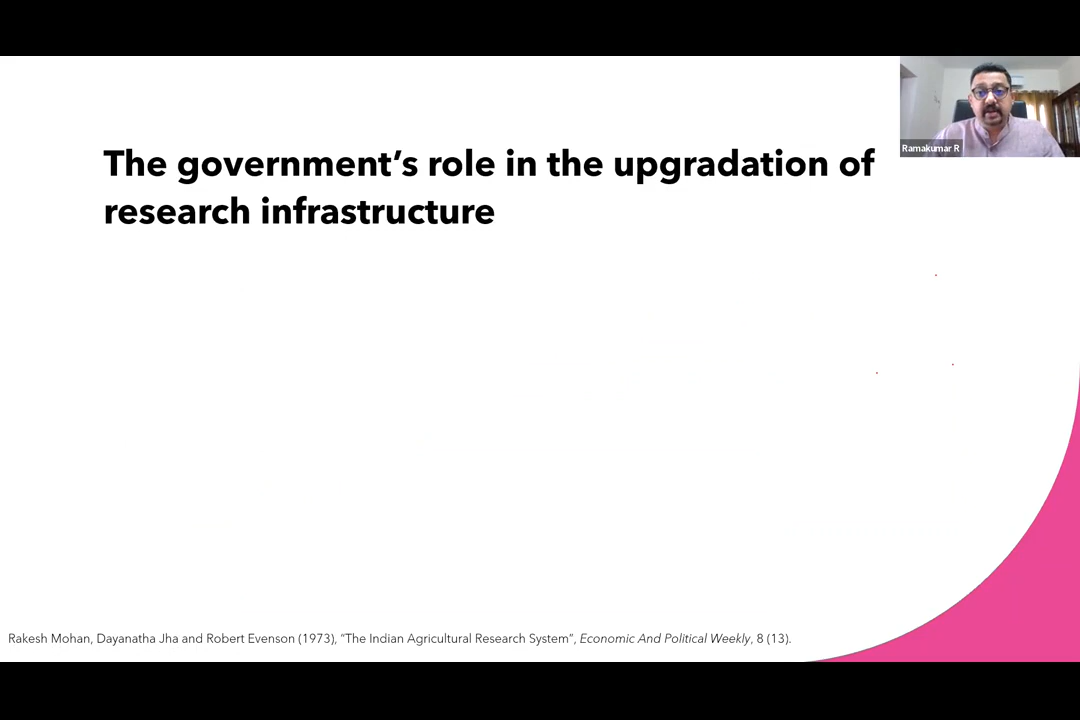 The government’s role in the upgradation of
research infrastructure
Ramakumar R
Rakesh Mohan, Dayanatha Jha and Robert Evenson (1973), “The Indian Agricultural Research System”, Economic And Political Weekly, 8 (13).